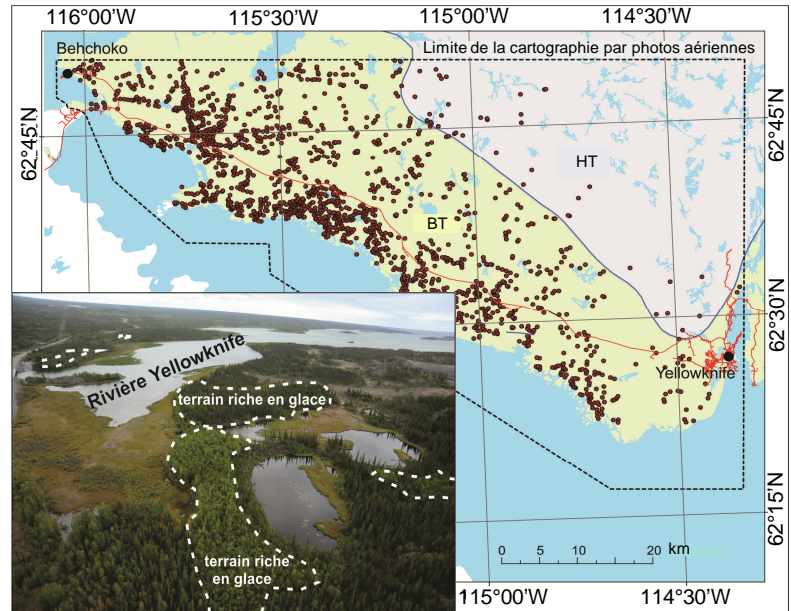 116°00'W
115°30'W
115°00'W
114°30'W
Behchoko
Limite de la cartographie par photos aériennes
62°45'N
62°45'N
HT
BT
62°30'N
Yellowknife
Rivière Yellowknife
terrain riche en glace
terrain riche
en glace
62°15'N
0 5 10 20 km
115°00'W
114°30'W